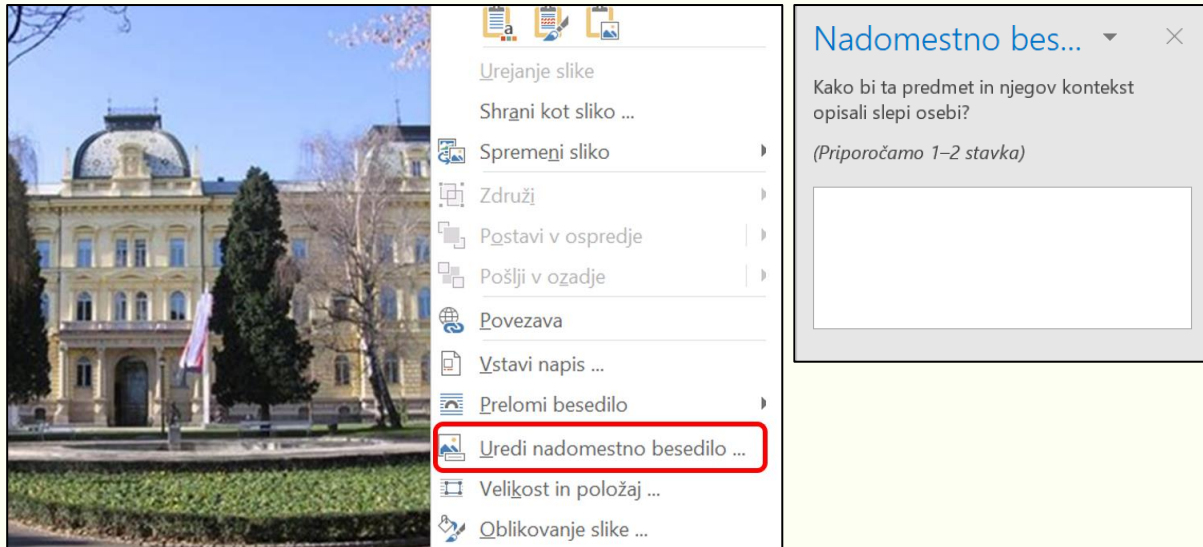 Urejanje slike
Shrani kot sliko ...
Spremeni sliko
Združi
Postavi v ospredje
Pošlji v ozadje
Povezava
Vstavi napis ...
Prelomi besedilo
Uredi nadomestno besedilo ...
Velikost in položaj ...
Oblikovanje slike ...
Nadomestno bes...
Kako bi ta predmet in njegov kontekst
opisali slepi osebi?
(Priporočamo 1–2 stavka)